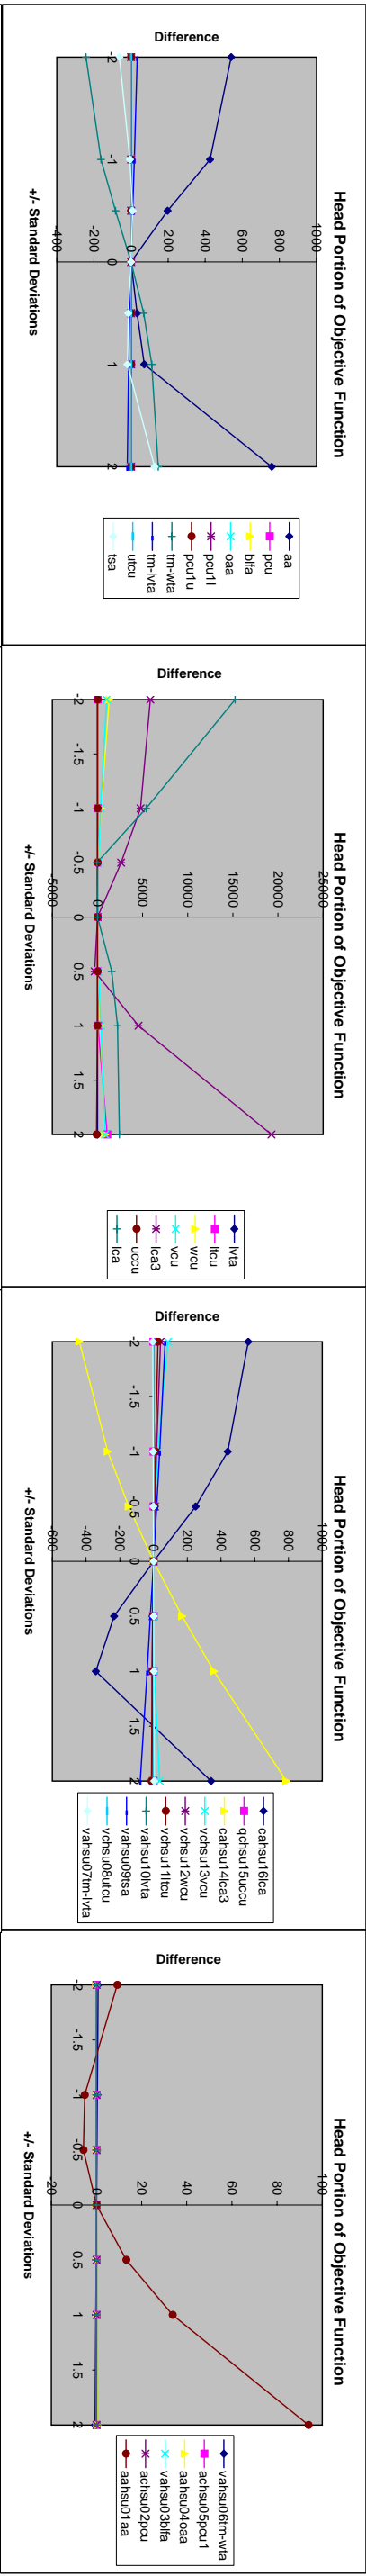 Head Portion of Objective Function
Difference
1000
800
600
400
200
0
-200
-400
-2
-1
0
1
2
+/- Standard Deviations
aa
pcu
blfa
oaa
pcu1l
pcu1u
tm-wta
tm-lvta
utcu
tsa
Head Portion of Objective Function
Difference
25000
20000
15000
10000
5000
0
-5000
-2
-1.5
-1
-0.5
0
0.5
1
1.5
2
+/- Standard Deviations
lvta
ltcu
wcu
vcu
lca3
uccu
lca
Head Portion of Objective Function
Difference
1000
800
600
400
200
0
-200
-400
-600
-2
-1.5
-1
-0.5
0
0.5
1
1.5
2
+/- Standard Deviations
cahsu16lca
qchsu15uccu
cahsu14lca3
vchsu13vcu
vchsu12wcu
vchsu11ltcu
vahsu10lvta
vahsu09tsa
vchsu08utcu
vahsu07tm-lvta
Head Portion of Objective Function
Difference
100
80
60
40
20
0
-20
-2
-1.5
-1
-0.5
0
0.5
1
1.5
2
+/- Standard Deviations
vahsu06tm-wta
achsu05pcu1
aahsu04oaa
vahsu03blfa
achsu02pcu
aahsu01aa